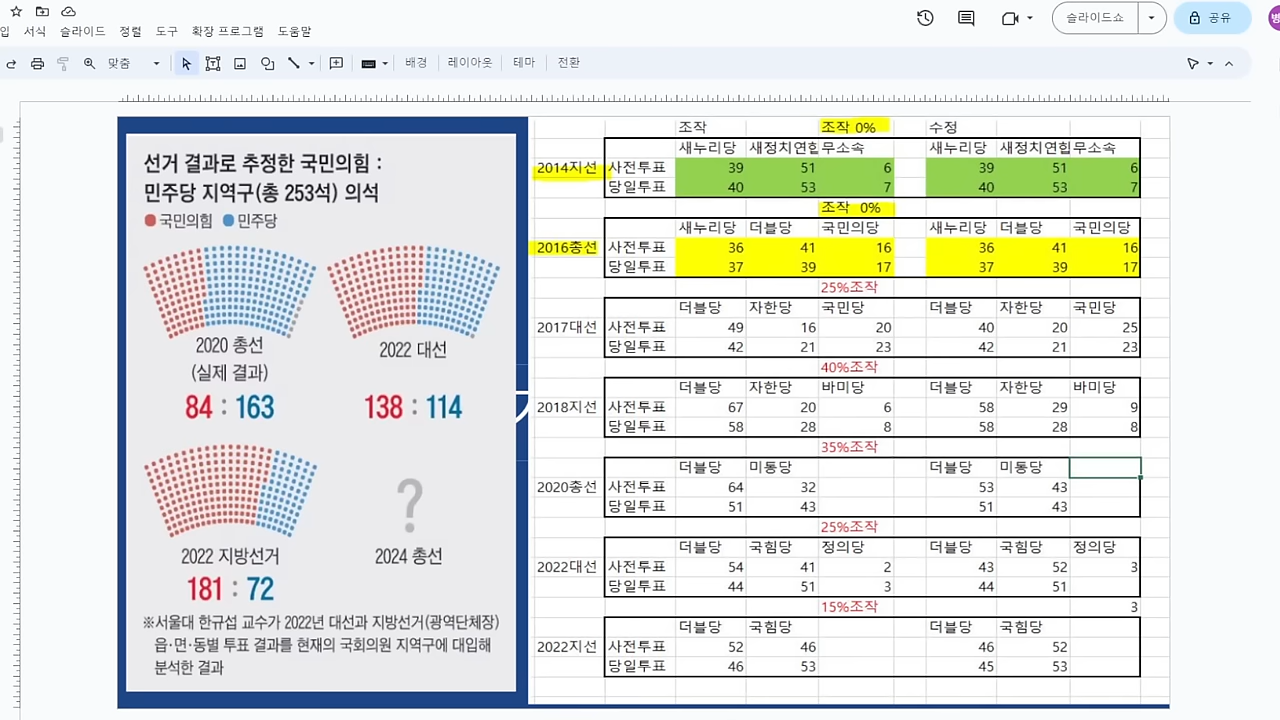 입 서식 슬라이드 정렬 도구 확장 프로그램 도움말
슬라이드쇼
공유
맞춤
배경 레이아웃 테마 전환
선거 결과로 추정한 국민의힘 :
민주당 지역구(총 253석) 의석
국민의힘 민주당
2020 총선
(실제 결과)
84 : 163
2022 대선
138 : 114
2022 지방선거
181 : 72
?
2024 총선
※서울대 한규섭 교수가 2022년 대선과 지방선거(광역단체장)
읍·면·동별 투표 결과를 현재의 국회의원 지역구에 대입해
분석한 결과
조작 조작 0% 수정
새누리당 새정치연합무소속 새누리당 새정치연합무소속
2014지선 사전투표 39 51 6 39 51 6
당일투표 40 53 7 40 53 7
조작 0%
새누리당 더블당 국민의당 새누리당 더블당 국민의당
2016총선 사전투표 36 41 16 36 41 16
당일투표 37 39 17 37 39 17
25%조작
더블당 자한당 국민당 더블당 자한당 국민당
2017대선 사전투표 49 16 20 40 20 25
당일투표 42 21 23 42 21 23
40%조작
더블당 자한당 바미당 더블당 자한당 바미당
2018지선 사전투표 67 20 6 58 29 9
당일투표 58 28 8 58 28 8
35%조작
더블당 미통당 더블당 미통당
2020총선 사전투표 64 32 53 43
당일투표 51 43 51 43
25%조작
더블당 국힘당 정의당 더블당 국힘당 정의당
2022대선 사전투표 54 41 2 43 52 3
당일투표 44 51 3 44 51
15%조작 3
더블당 국힘당 더블당 국힘당
2022지선 사전투표 52 46 46 52
당일투표 46 53 45 53